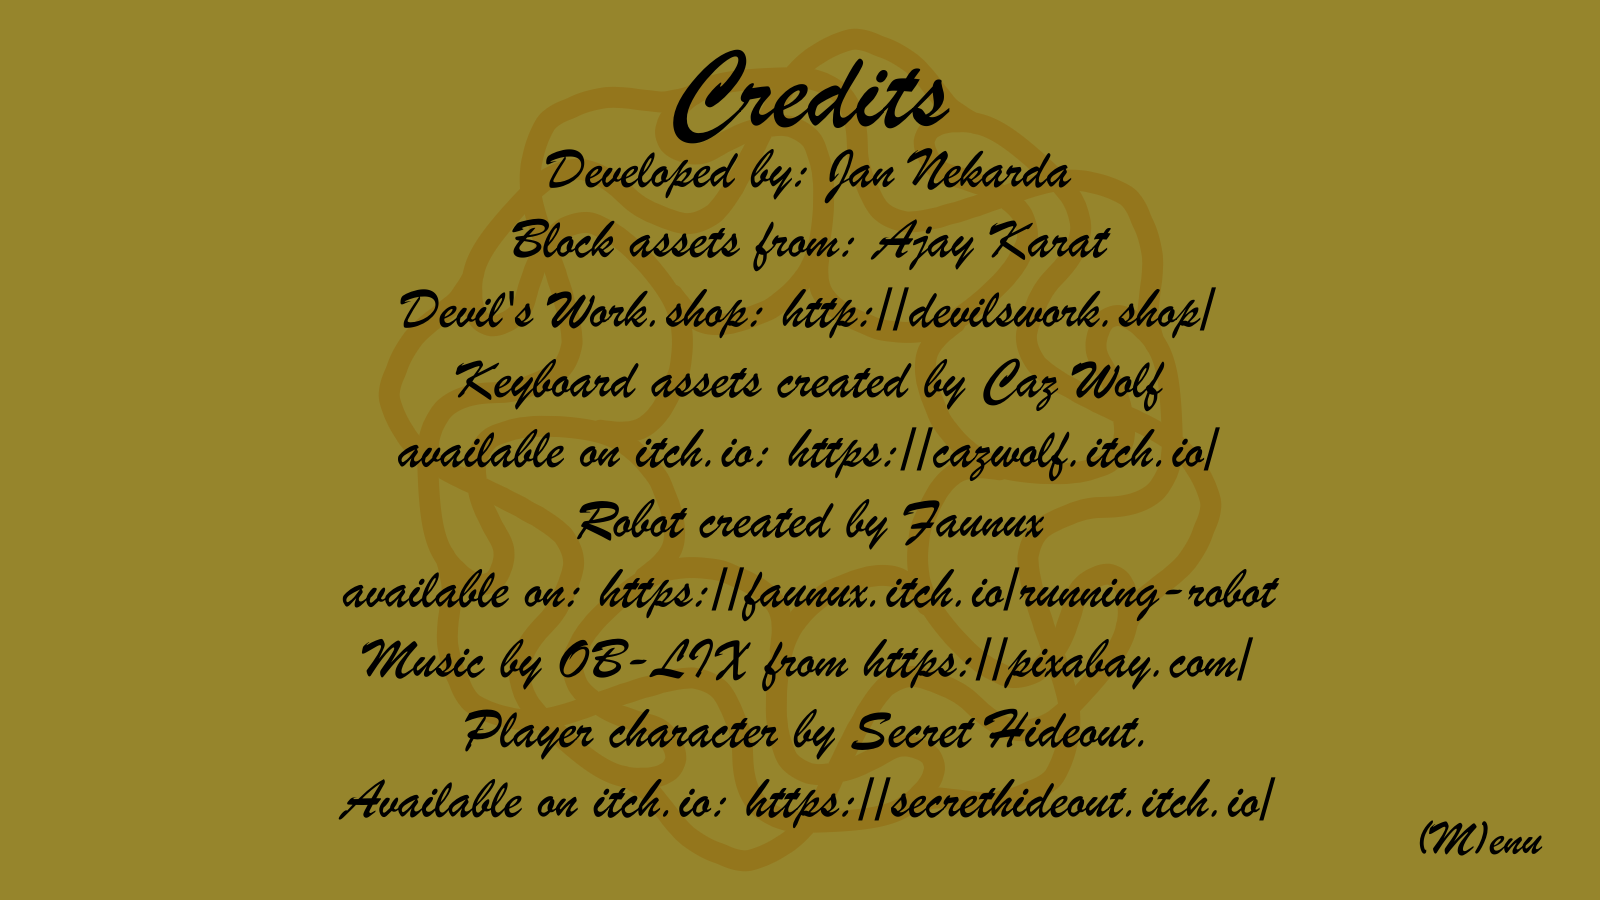 Credits
Developed by: Jan Nekarda
Block assets from: Ajay Karat
Devil's Work.shop: http://devilswork.shop/
Keyboard assets created by Caz Wolf
available on itch.io: https://cazwolf.itch.io/
Robot created by Faunux
available on: https://faunux.itch.io/running-robot
Music by OB-LIX from https://pixabay.com/
Player character by Secret Hideout.
Available on itch.io: https://secrethideout.itch.io/
(M)enu